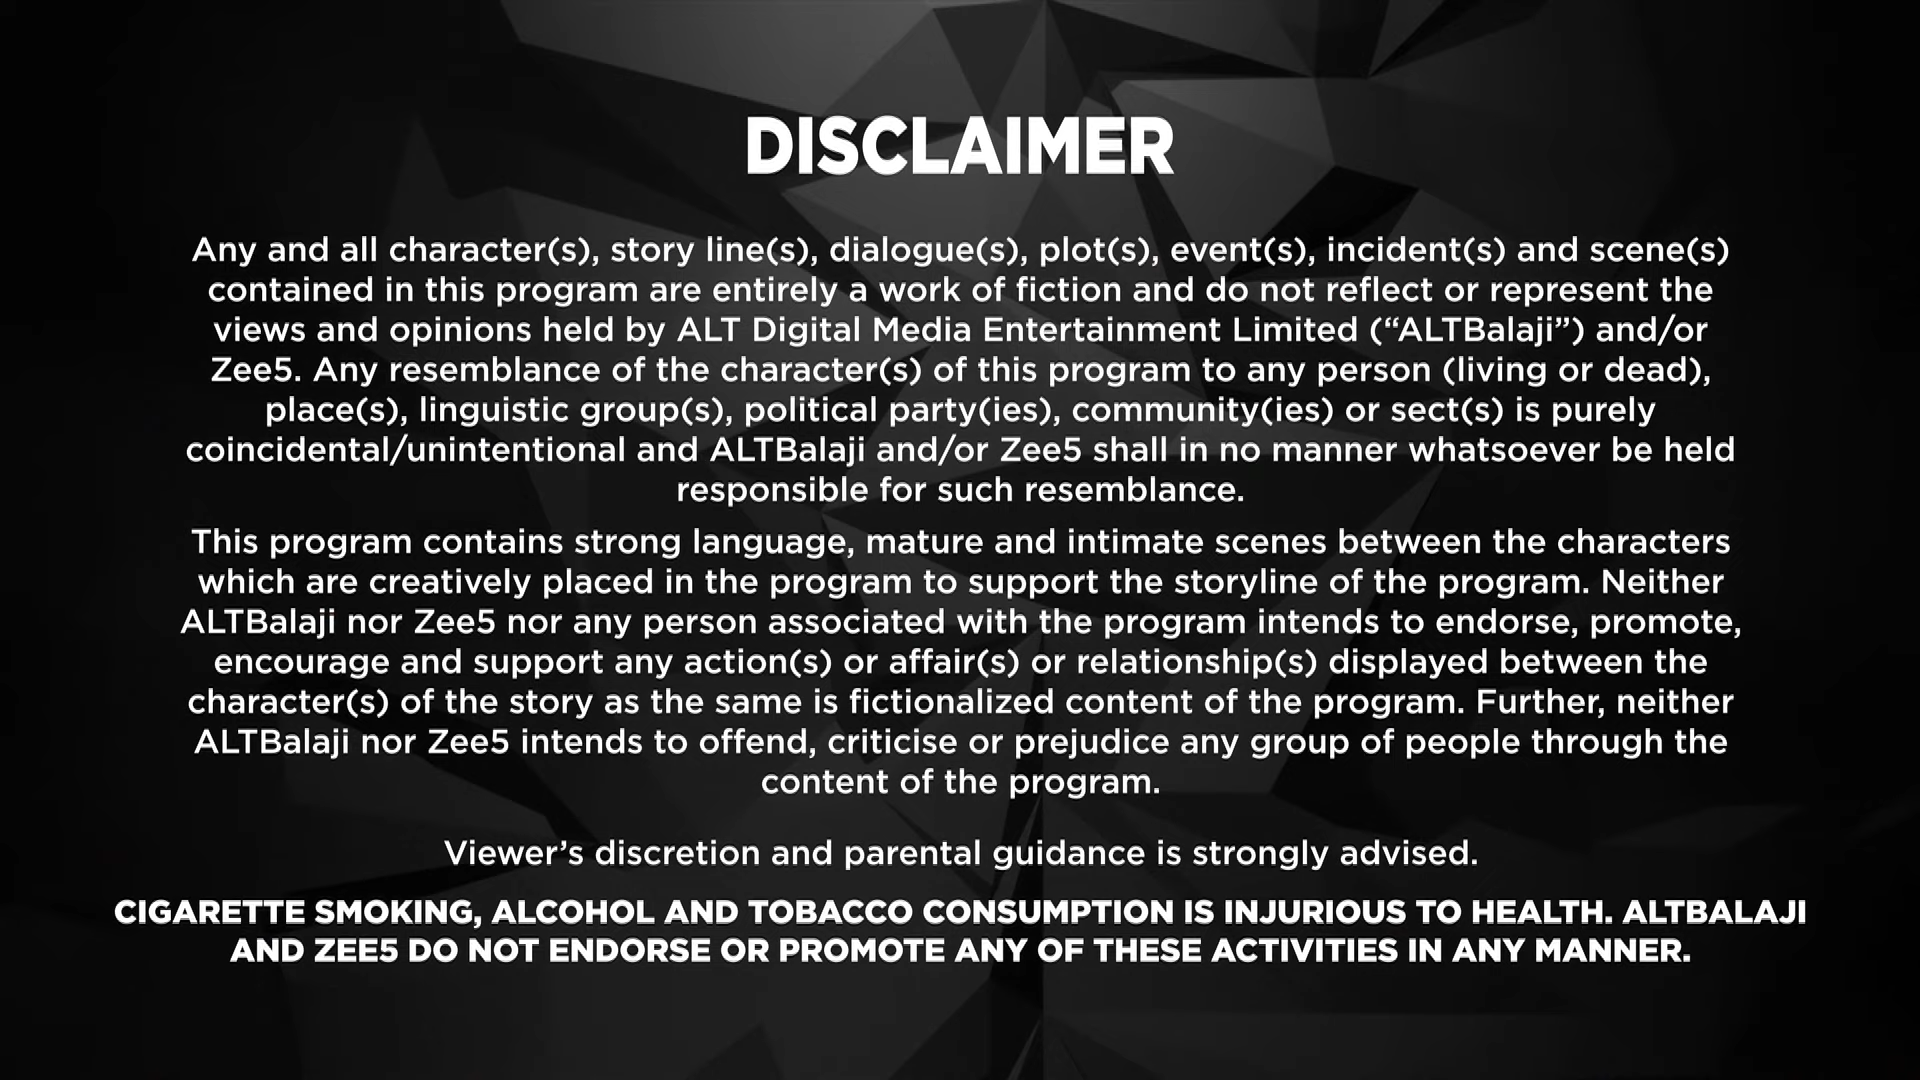 DISCLAIMER
Any and all character(s), story line(s), dialogue(s), plot(s), event(s), incident(s) and scene(s)
contained in this program are entirely a work of fiction and do not reflect or represent the
views and opinions held by ALT Digital Media Entertainment Limited (“ALTBalaji”) and/or
Zee5. Any resemblance of the character(s) of this program to any person (living or dead),
place(s), linguistic group(s), political party(ies), community(ies) or sect(s) is purely
coincidental/unintentional and ALTBalaji and/or Zee5 shall in no manner whatsoever be held
responsible for such resemblance.
This program contains strong language, mature and intimate scenes between the characters
which are creatively placed in the program to support the storyline of the program. Neither
ALTBalaji nor Zee5 nor any person associated with the program intends to endorse, promote,
encourage and support any action(s) or affair(s) or relationship(s) displayed between the
character(s) of the story as the same is fictionalized content of the program. Further, neither
ALTBalaji nor Zee5 intends to offend, criticise or prejudice any group of people through the
content of the program.
Viewer’s discretion and parental guidance is strongly advised.
CIGARETTE SMOKING, ALCOHOL AND TOBACCO CONSUMPTION IS INJURIOUS TO HEALTH. ALTBALAJI
AND ZEE5 DO NOT ENDORSE OR PROMOTE ANY OF THESE ACTIVITIES IN ANY MANNER.